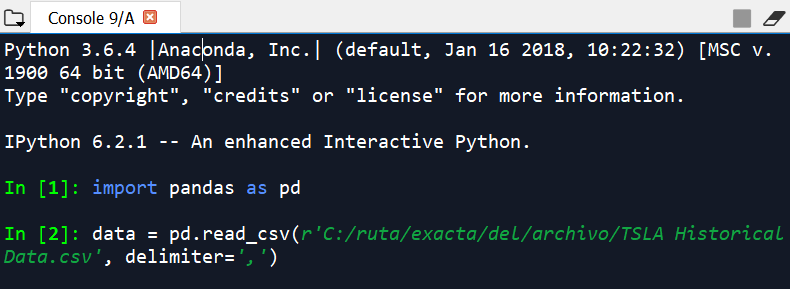 Console 9/A
Python 3.6.4 |Anaconda, Inc.| (default, Jan 16 2018, 10:22:32) [MSC v.
1900 64 bit (AMD64)]
Type "copyright", "credits" or "license" for more information.
IPython 6.2.1 -- An enhanced Interactive Python.
In [1]: import pandas as pd
In [2]: data = pd.read_csv(r'C:/ruta/exacta/del/archivo/TSLA Historical
Data.csv', delimiter=',')